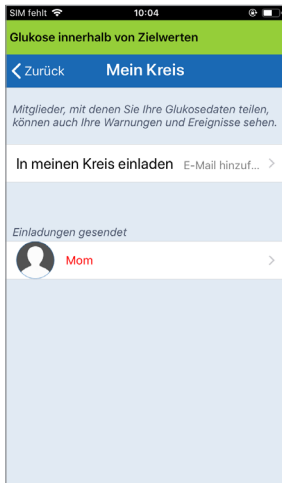 SIM fehlt 10:04
Glukose innerhalb von Zielwerten
Zurück Mein Kreis
Mitglieder, mit denen Sie Ihre Glukosedaten teilen,
können auch Ihre Warnungen und Ereignisse sehen.
In meinen Kreis einladen E-Mail hinzuf...
Einladungen gesendet
Mom